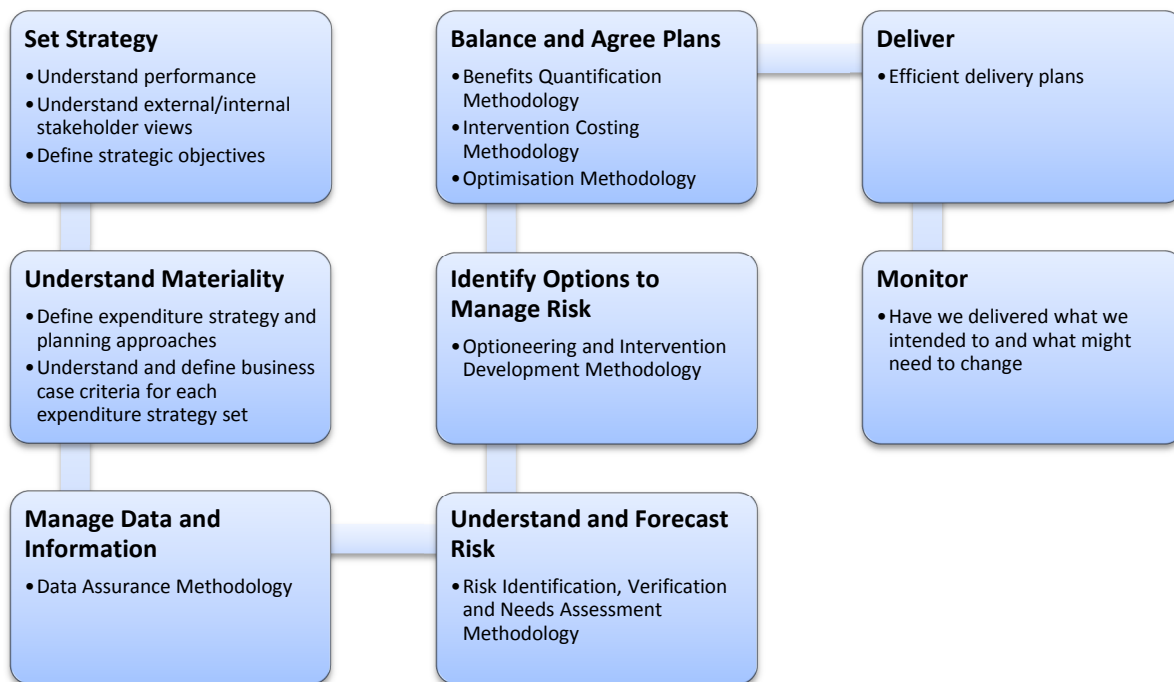 Set Strategy
•Understand performance
•Understand external/internal
stakeholder views
•Define strategic objectives
Understand Materiality
•Define expenditure strategy and
planning approaches
•Understand and define business
case criteria for each
expenditure strategy set
Manage Data and
Information
•Data Assurance Methodology
Understand and Forecast
Risk
•Risk Identification, Verification
and Needs Assessment
Methodology
Identify Options to
Manage Risk
•Optioneering and Intervention
Development Methodology
Balance and Agree Plans
•Benefits Quantification
Methodology
•Intervention Costing
Methodology
•Optimisation Methodology
Deliver
•Efficient delivery plans
Monitor
•Have we delivered what we
intended to and what might
need to change